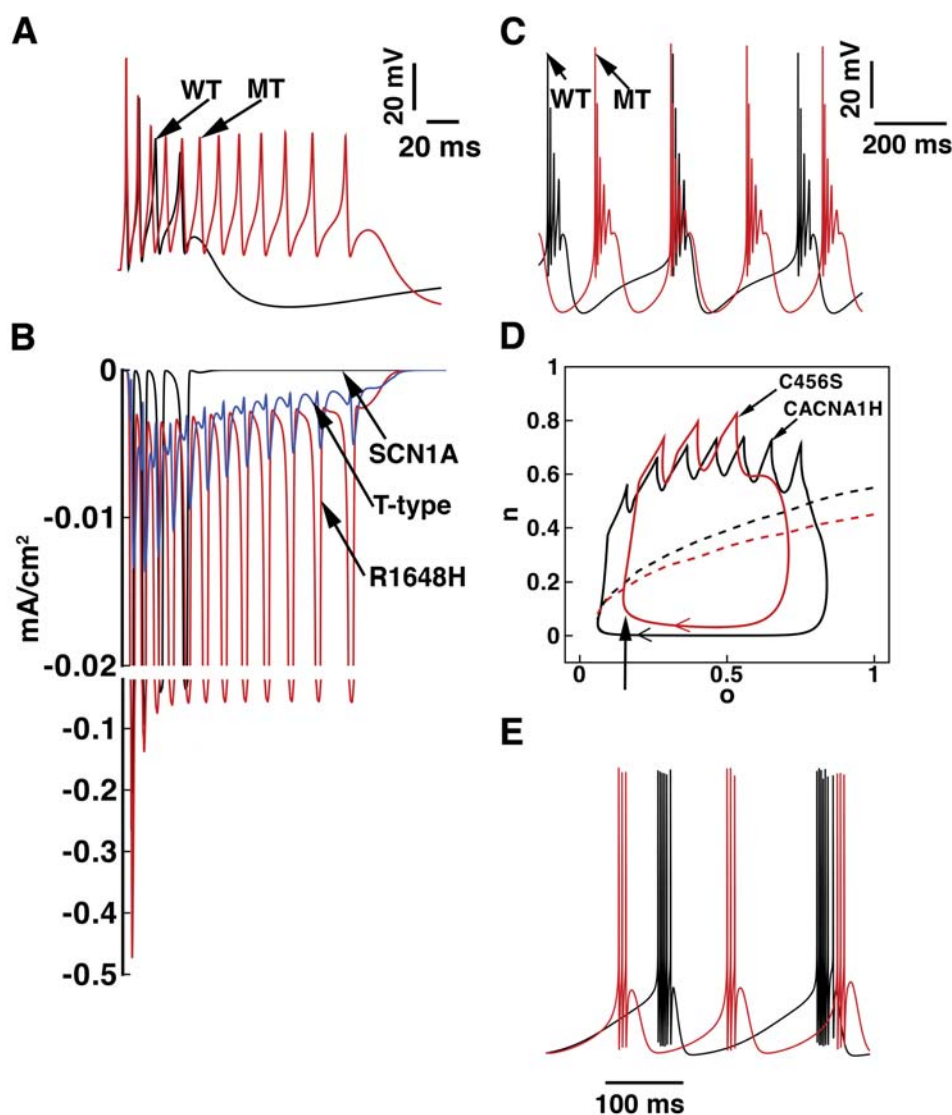 A
WT
MT
20 mV
20 ms
B
0
-0.01
-0.02
-0.1
-0.2
-0.3
-0.4
-0.5
mA/cm²
SCN1A
T-type
R1648H
C
WT
MT
20 mV
200 ms
D
n
1
0.8
0.6
0.4
0.2
0
C456S
CACNA1H
0
0.5
1
o
E
100 ms